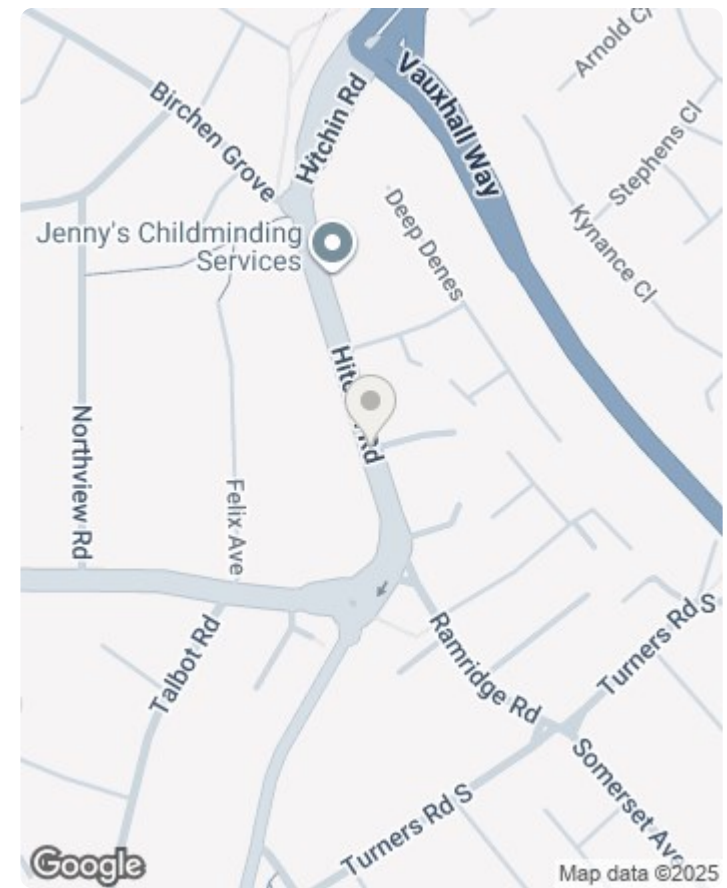 Arnold Cl
Vauxhall Way
Hitchin Rd
Birchen Grove
Stephens Cl
Deep Denes
Kynance Cl
Jenny's Childminding
Services
Rd
Northview Rd
Felix Ave
Talbot Rd
Ramridge Rd
Turners Rd S
Somerset Ave
Turners Rd S
Google
Map data ©2025